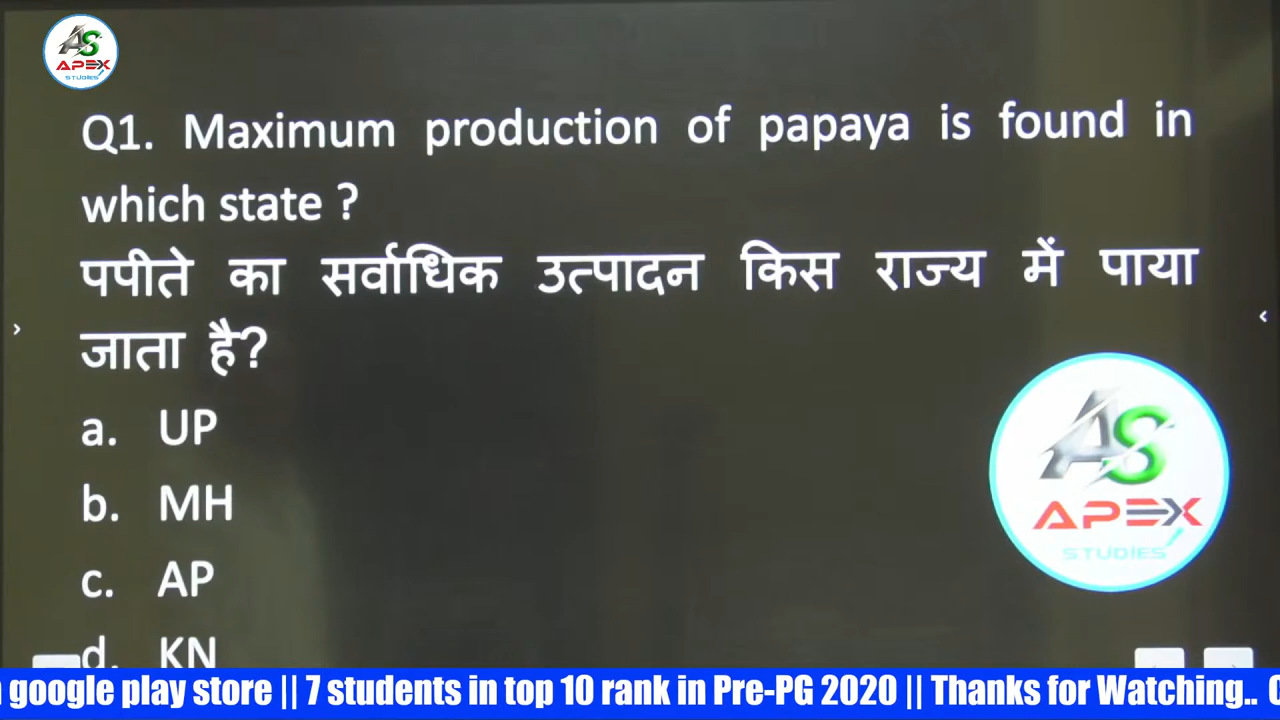 AS
APEX
STUDIES
Q1. Maximum production of papaya is found in
which state ?
पपीते का सर्वाधिक उत्पादन किस राज्य में पाया
जाता है?
a. UP
b. MH
c. AP
d. KN
AS
APEX
STUDIES
google play store || 7 students in top 10 rank in Pre-PG 2020 || Thanks for Watching..